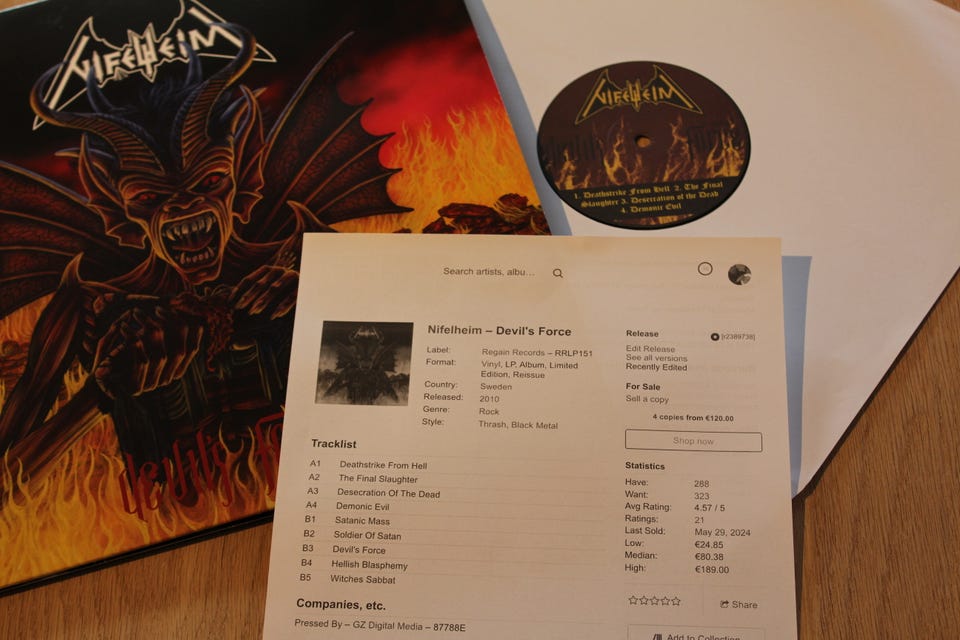 NIFELHEIM
NIFELHEIM
1. Deathstrike From Hell 2. The Final
Slaughter 3. Desecration of the Dead
4. Demonic Evil
Search artists, albu…
Nifelheim – Devil's Force
Label: Regain Records – RRLP151
Format: Vinyl, LP, Album, Limited
Edition, Reissue
Country: Sweden
Released: 2010
Genre: Rock
Style: Thrash, Black Metal
Release [r2389738]
Edit Release
See all versions
Recently Edited
For Sale
Sell a copy
4 copies from €120.00
Shop now
Tracklist
A1 Deathstrike From Hell
A2 The Final Slaughter
A3 Desecration Of The Dead
A4 Demonic Evil
B1 Satanic Mass
B2 Soldier Of Satan
B3 Devil's Force
B4 Hellish Blasphemy
B5 Witches Sabbat
Statistics
Have: 288
Want: 323
Avg Rating: 4.57 / 5
Ratings: 21
Last Sold: May 29, 2024
Low: €24.85
Median: €80.38
High: €189.00
Share
Add to Collection
Companies, etc.
Pressed By – GZ Digital Media – 87788E